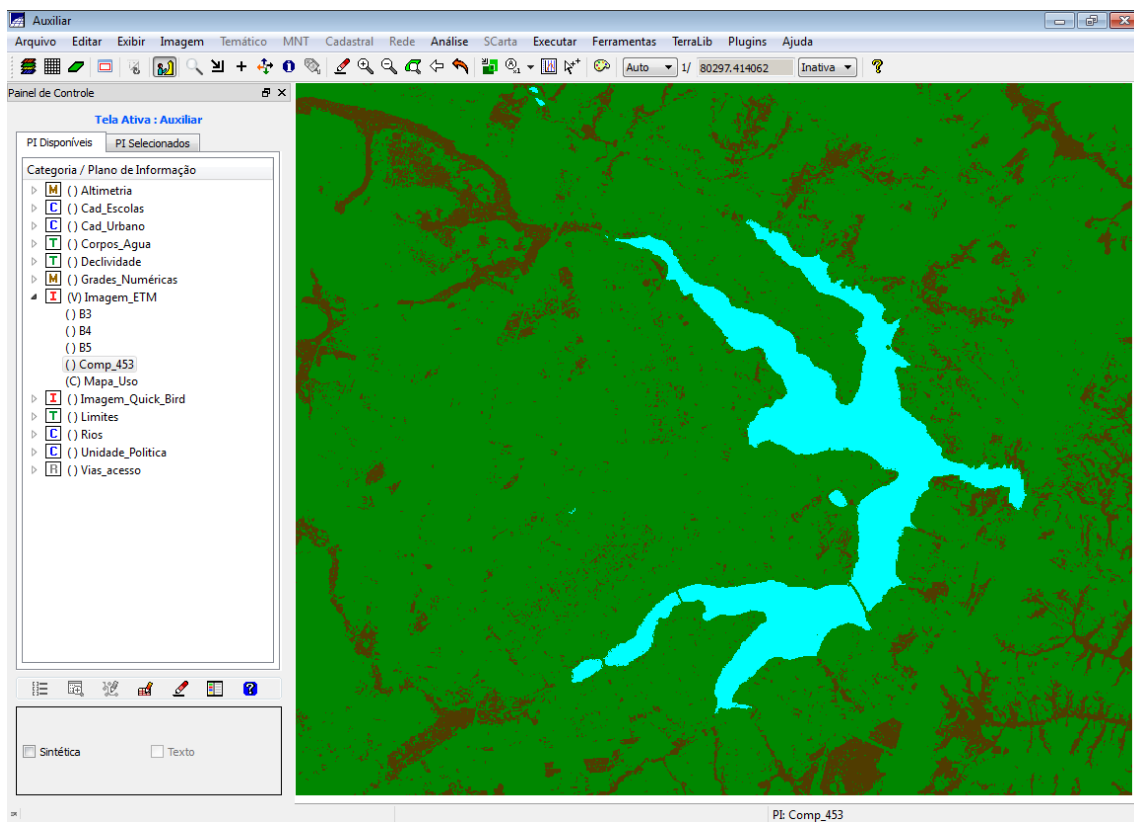 Auxiliar
Arquivo Editar Exibir Imagem Temático MNT Cadastral Rede Análise SCarta Executar Ferramentas TerraLib Plugins Ajuda
Auto 1/ 80297.414062 Inativa
Painel de Controle
Tela Ativa : Auxiliar
PI Disponíveis PI Selecionados
Categoria / Plano de Informação
M () Altimetria
C () Cad_Escolas
C () Cad_Urbano
T () Corpos_Agua
T () Declividade
M () Grades_Numéricas
I (V) Imagem_ETM
() B3
() B4
() B5
() Comp_453
(C) Mapa_Uso
I () Imagem_Quick_Bird
T () Limites
C () Rios
C () Unidade_Politica
R () Vias_acesso
Sintética Texto
PI: Comp_453